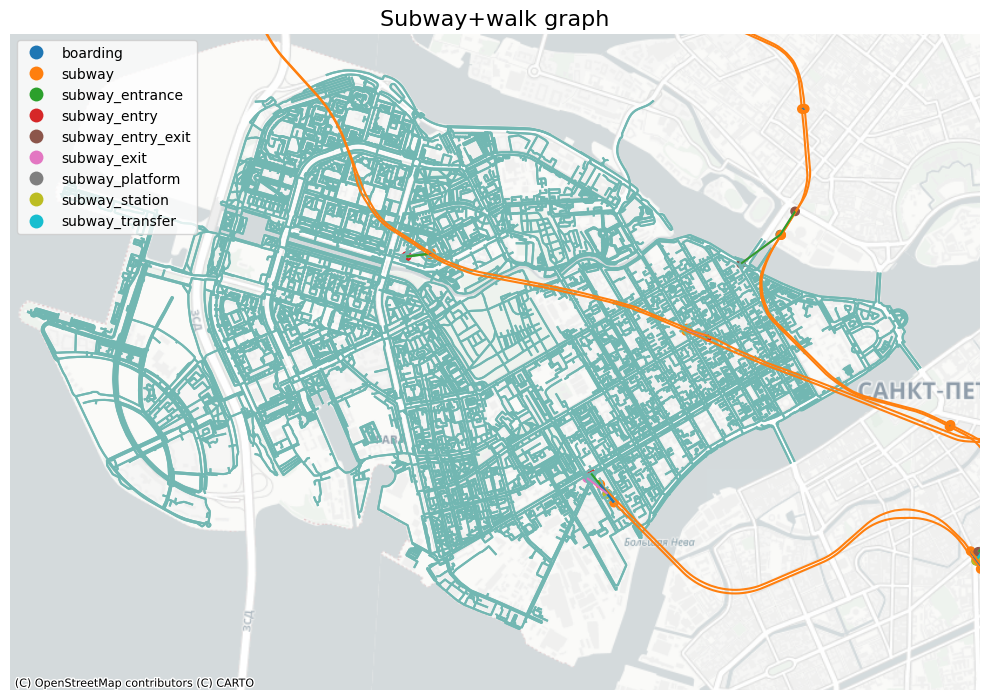 Subway+walk graph
boarding
subway
subway_entrance
subway_entry
subway_entry_exit
subway_exit
subway_platform
subway_station
subway_transfer
ЗСД
САНКТ-ПЕТ
Большая Нева
ЗСД
(C) OpenStreetMap contributors (C) CARTO